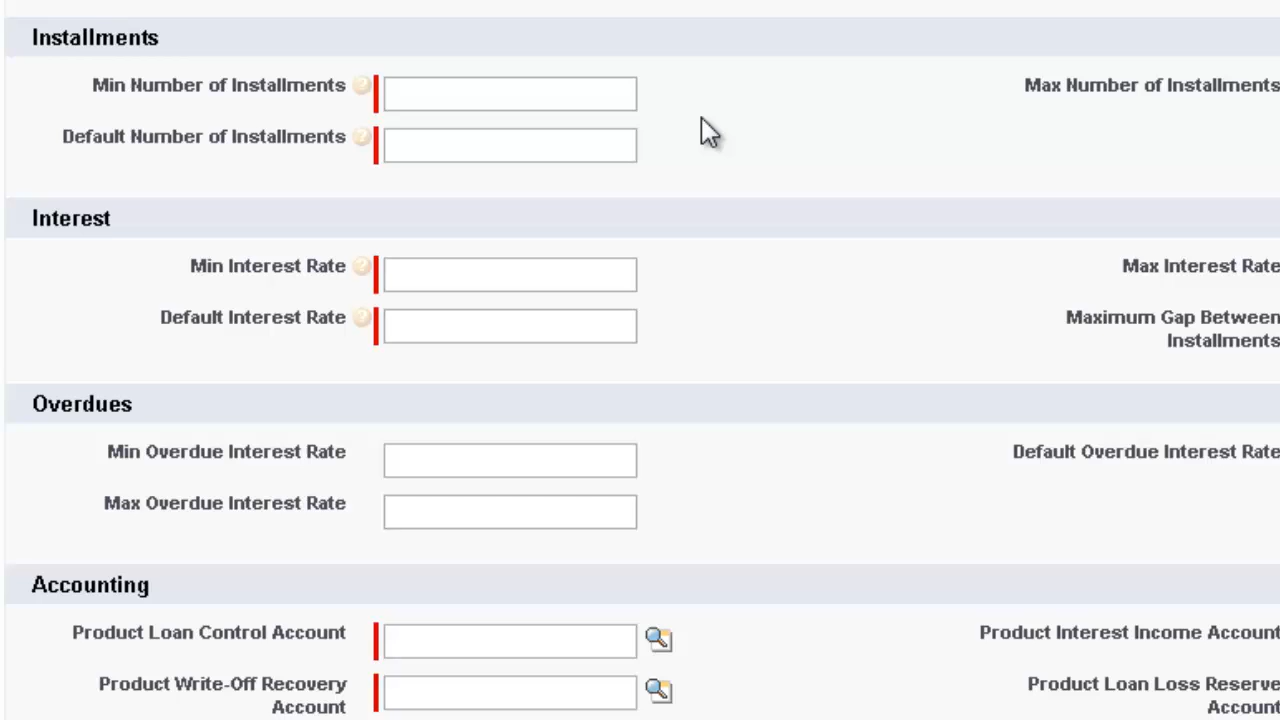 Installments
Min Number of Installments Max Number of Installments
Default Number of Installments
Interest
Min Interest Rate Max Interest Rate
Default Interest Rate Maximum Gap Between
Installments
Overdues
Min Overdue Interest Rate Default Overdue Interest Rate
Max Overdue Interest Rate
Accounting
Product Loan Control Account Product Interest Income Account
Product Write-Off Recovery Product Loan Loss Reserve
Account Account